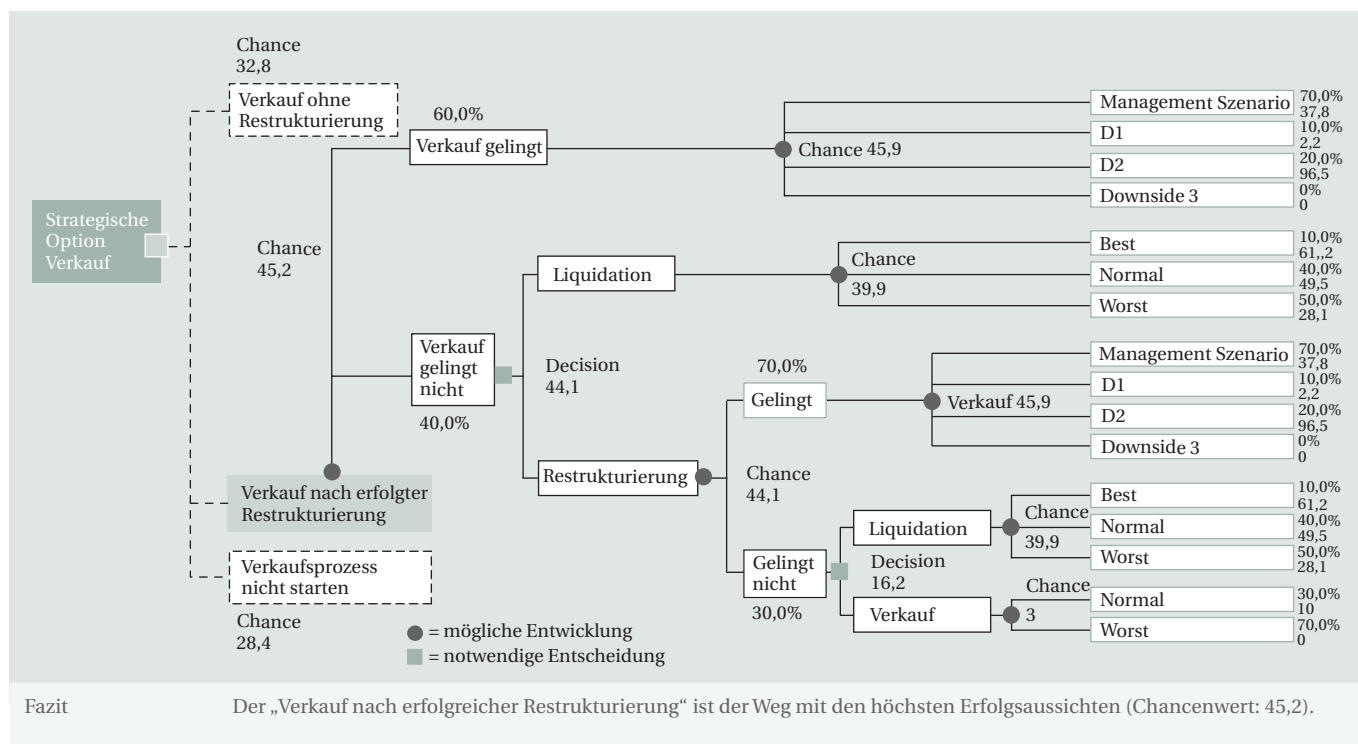 Chance
32,8
Verkauf ohne
Restrukturierung
60,0%
Verkauf gelingt
Chance 45,9
Management Szenario
70,0%
37,8
D1
10,0%
2,2
D2
20,0%
96,5
Downside 3
0%
0
Strategische
Option
Verkauf
Chance
45,2
Liquidation
Chance
39,9
Best
10,0%
61,,2
Normal
40,0%
49,5
Worst
50,0%
28,1
Verkauf
gelingt
nicht
40,0%
Decision
44,1
70,0%
Gelingt
Verkauf 45,9
Management Szenario
70,0%
37,8
D1
10,0%
2,2
D2
20,0%
96,5
Downside 3
0%
0
Restrukturierung
Chance
44,1
Verkauf nach erfolgter
Restrukturierung
Gelingt
nicht
30,0%
Decision
16,2
Liquidation
Chance
39,9
Best
10,0%
61,2
Normal
40,0%
49,5
Worst
50,0%
28,1
Verkauf
Chance
3
Normal
30,0%
10
Worst
70,0%
0
Verkaufsprozess
nicht starten
Chance
28,4
= mögliche Entwicklung
= notwendige Entscheidung
Fazit
Der „Verkauf nach erfolgreicher Restrukturierung“ ist der Weg mit den höchsten Erfolgsaussichten (Chancenwert: 45,2).